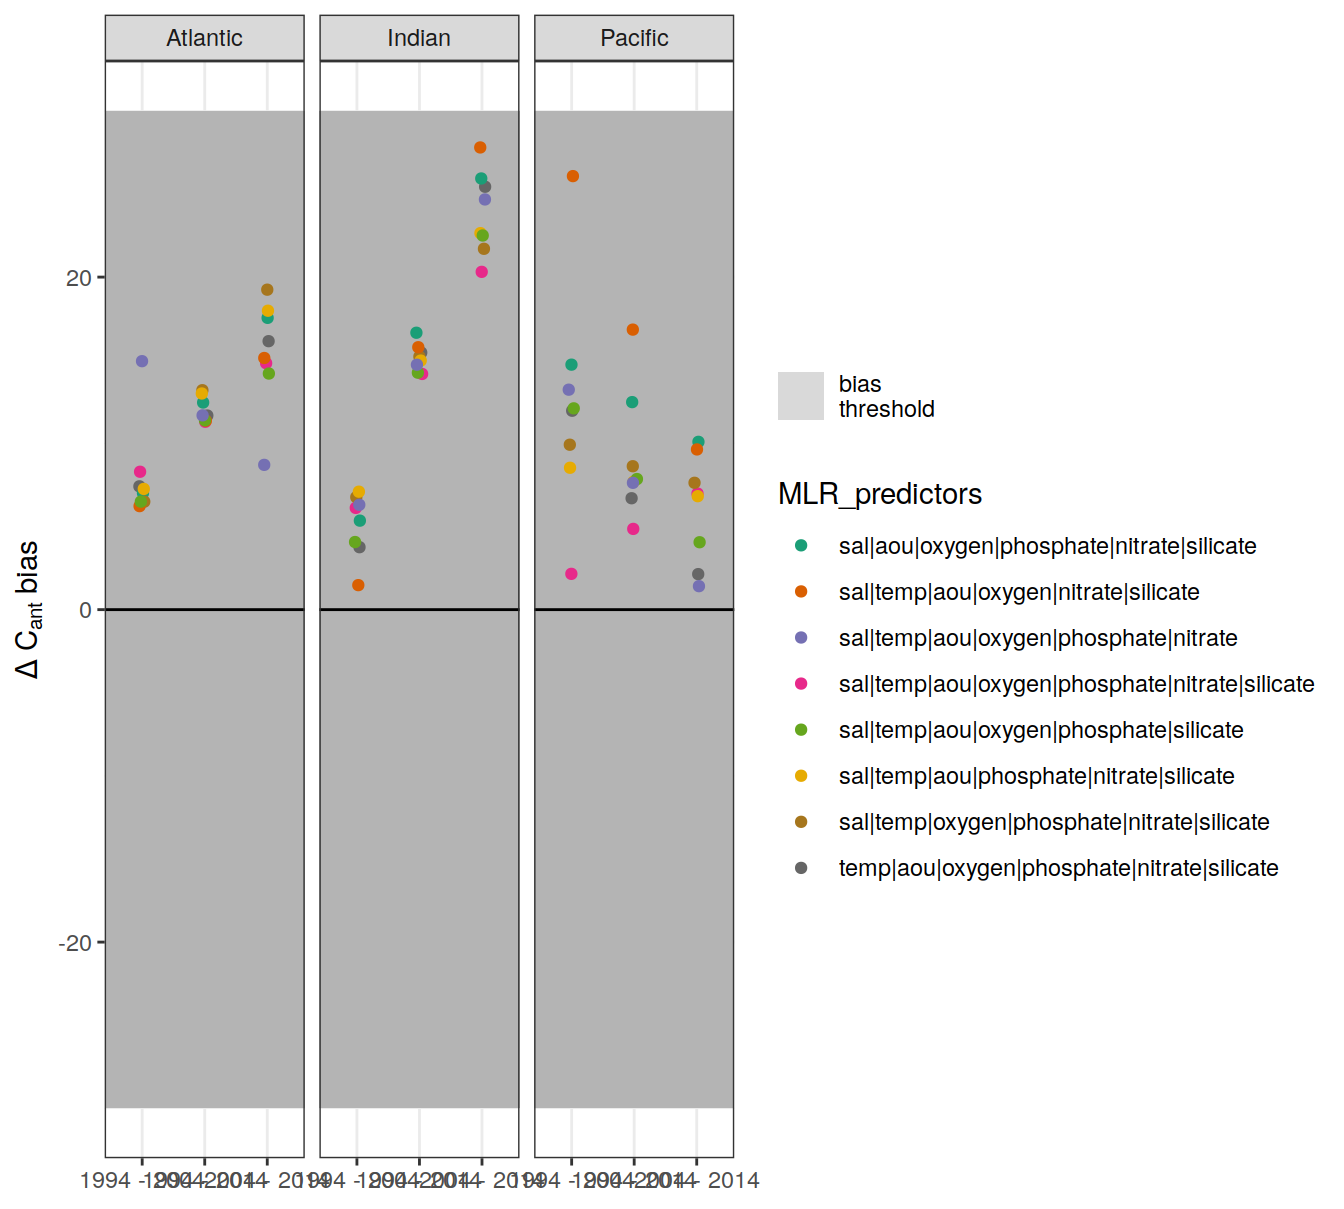 Atlantic
Indian
Pacific
20
0
-20
Δ C_ant bias
1994 -
- 2014
bias
threshold
MLR_predictors
sal|aou|oxygen|phosphate|nitrate|silicate
sal|temp|aou|oxygen|nitrate|silicate
sal|temp|aou|oxygen|phosphate|nitrate
sal|temp|aou|oxygen|phosphate|nitrate|silicate
sal|temp|aou|oxygen|phosphate|silicate
sal|temp|aou|phosphate|nitrate|silicate
sal|temp|oxygen|phosphate|nitrate|silicate
temp|aou|oxygen|phosphate|nitrate|silicate